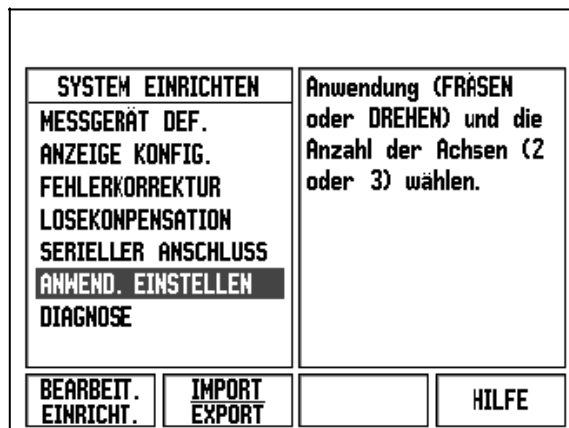 SYSTEM EINRICHTEN
MESSGERÄT DEF.
ANZEIGE KONFIG.
FEHLERKORREKTUR
LOSEKONPENSATION
SERIELLER ANSCHLUSS
ANWEND. EINSTELLEN
DIAGNOSE
Anwendung (FRÄSEN
oder DREHEN) und die
Anzahl der Achsen (2
oder 3) wählen.
BEARBEIT.
EINRICHT.
IMPORT
EXPORT
HILFE